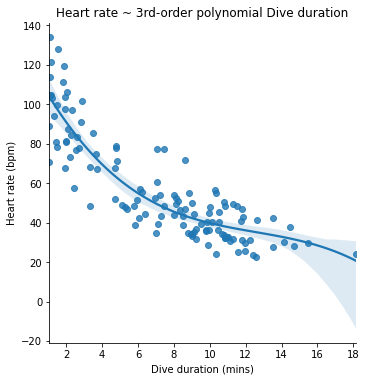 Heart rate ~ 3rd-order polynomial Dive duration
140
120
100
80
60
40
20
0
−20
Heart rate (bpm)
2 4 6 8 10 12 14 16 18
Dive duration (mins)